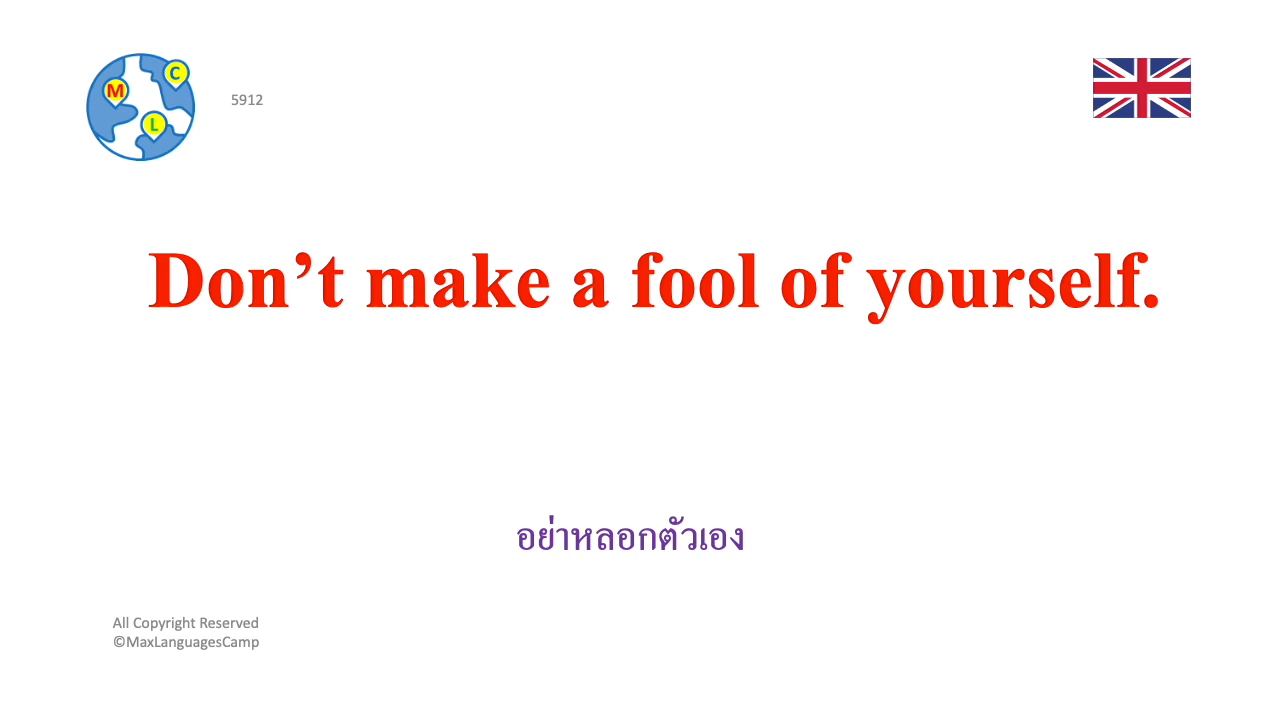 M
C
L
5912
Don’t make a fool of yourself.
อย่าหลอกตัวเอง
All Copyright Reserved
©MaxLanguagesCamp